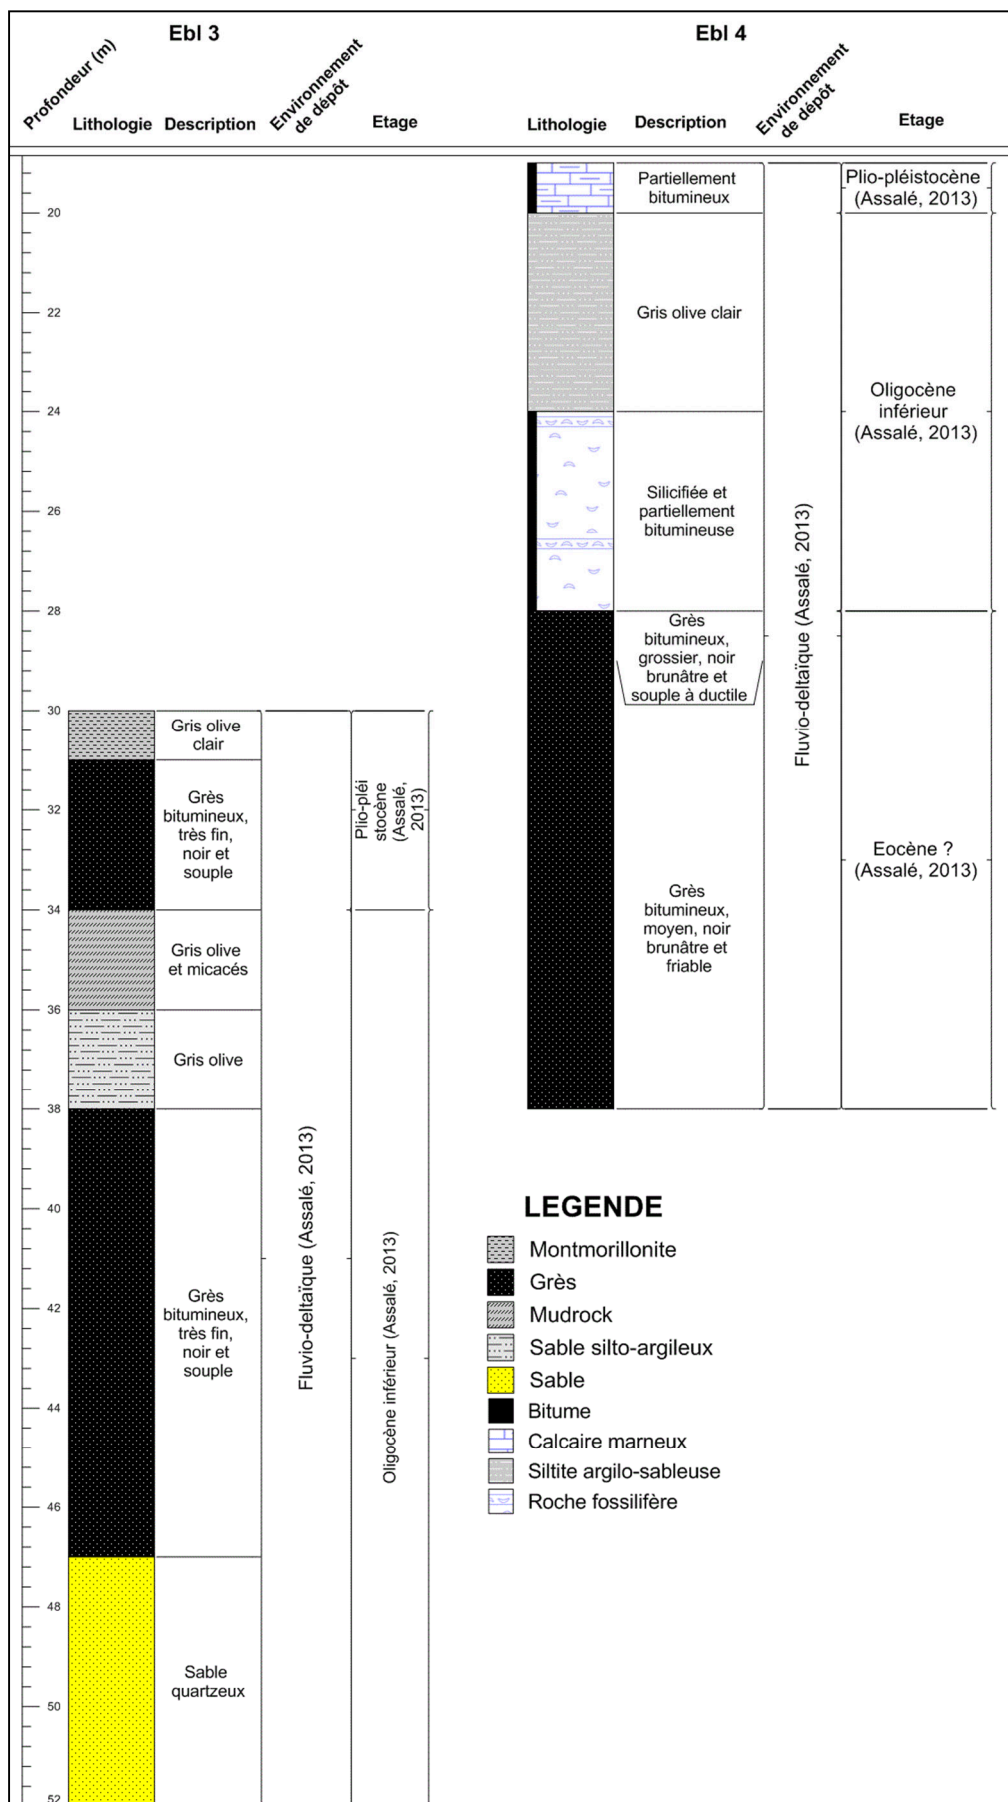 Ebl 3
Ebl 4
Profondeur (m)
Lithologie
Description
Environnement
de dépôt
Etage
Lithologie
Description
Environnement
de dépôt
Etage
20
22
24
26
28
30
32
34
36
38
40
42
44
46
48
50
52
Gris olive
clair
Grès
bitumineux,
très fin,
noir et
souple
Gris olive
et micacés
Gris olive
Grès
bitumineux,
très fin,
noir et
souple
Sable
quartzeux
Fluvio-deltaïque (Assalé, 2013)
Plio-pléi
stocène
(Assalé,
2013)
Oligocène inférieur (Assalé, 2013)
Partiellement
bitumineux
Gris olive clair
Silicifiée et
partiellement
bitumineuse
Grès
bitumineux,
grossier, noir
brunâtre et
souple à ductile
Grès
bitumineux,
moyen, noir
brunâtre et
friable
Fluvio-deltaïque (Assalé, 2013)
Plio-pléistocène
(Assalé, 2013)
Oligocène
inférieur
(Assalé, 2013)
Eocène ?
(Assalé, 2013)
LEGENDE
Montmorillonite
Grès
Mudrock
Sable silto-argileux
Sable
Bitume
Calcaire marneux
Siltite argilo-sableuse
Roche fossilifère